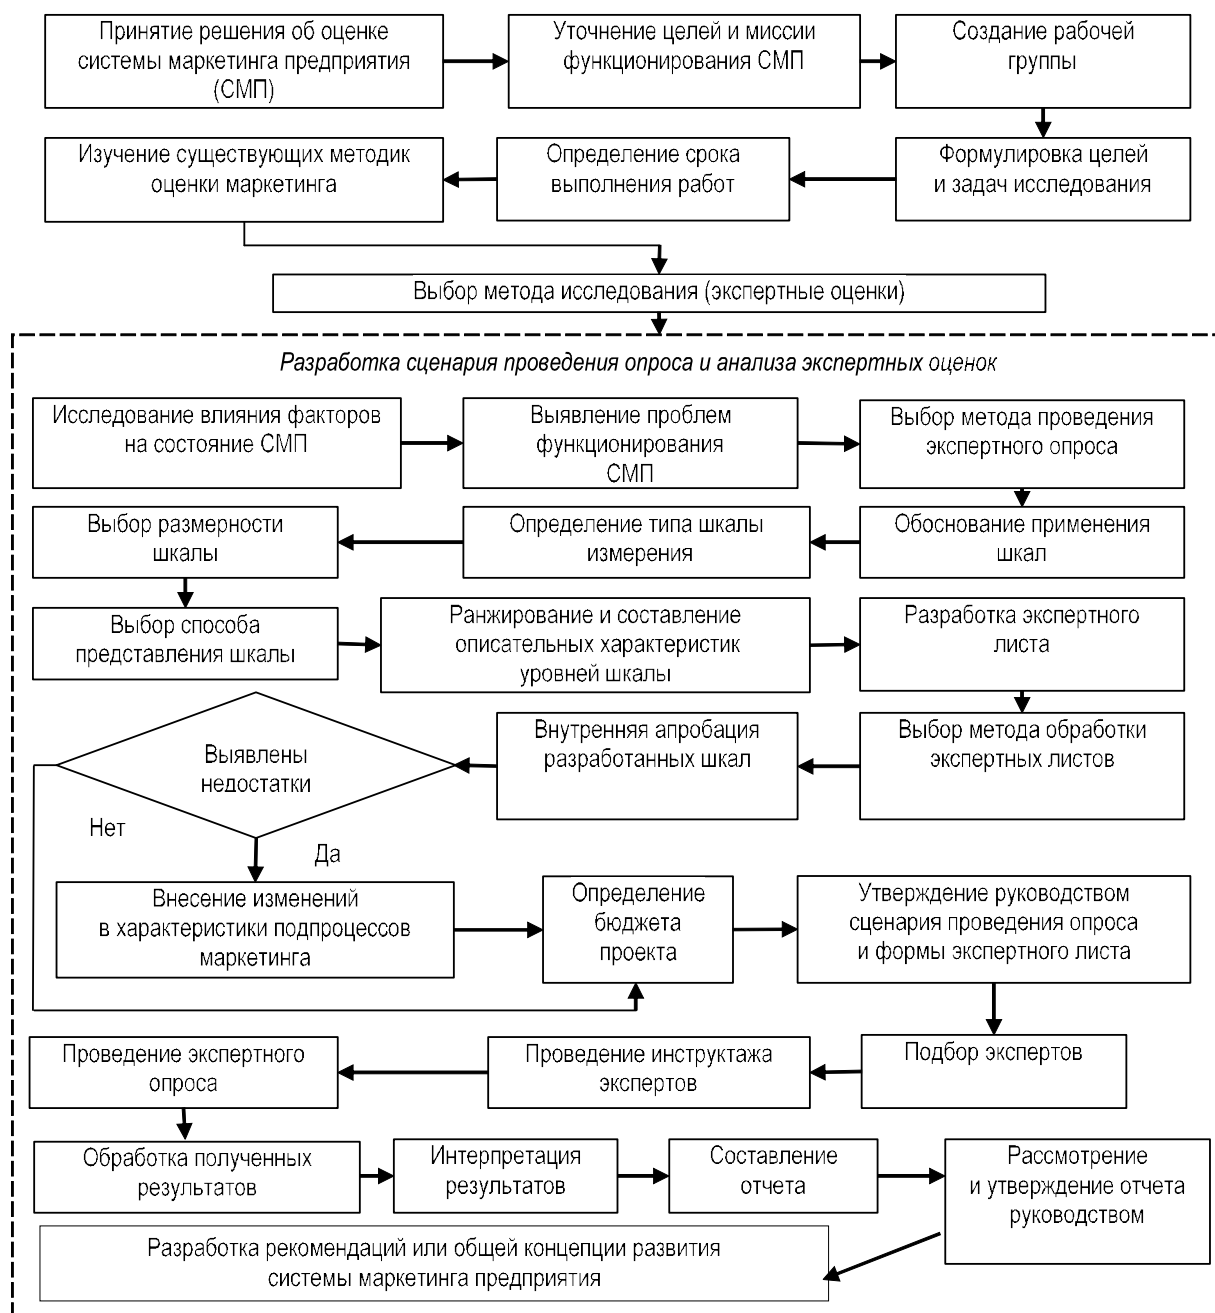 Принятие решения об оценке
системы маркетинга предприятия
(СМП)
Уточнение целей и миссии
функционирования СМП
Создание рабочей
группы
Формулировка целей
и задач исследования
Определение срока
выполнения работ
Изучение существующих методик
оценки маркетинга
Выбор метода исследования (экспертные оценки)
Разработка сценария проведения опроса и анализа экспертных оценок
Исследование влияния факторов
на состояние СМП
Выявление проблем
функционирования
СМП
Выбор метода проведения
экспертного опроса
Обоснование применения
шкал
Определение типа шкалы
измерения
Выбор размерности
шкалы
Выбор способа
представления шкалы
Ранжирование и составление
описательных характеристик
уровней шкалы
Разработка экспертного
листа
Выбор метода обработки
экспертных листов
Внутренняя апробация
разработанных шкал
Выявлены
недостатки
Нет
Да
Внесение изменений
в характеристики подпроцессов
маркетинга
Определение
бюджета
проекта
Утверждение руководством
сценария проведения опроса
и формы экспертного листа
Подбор экспертов
Проведение инструктажа
экспертов
Проведение экспертного
опроса
Обработка полученных
результатов
Интерпретация
результатов
Составление
отчета
Рассмотрение
и утверждение отчета
руководством
Разработка рекомендаций или общей концепции развития
системы маркетинга предприятия